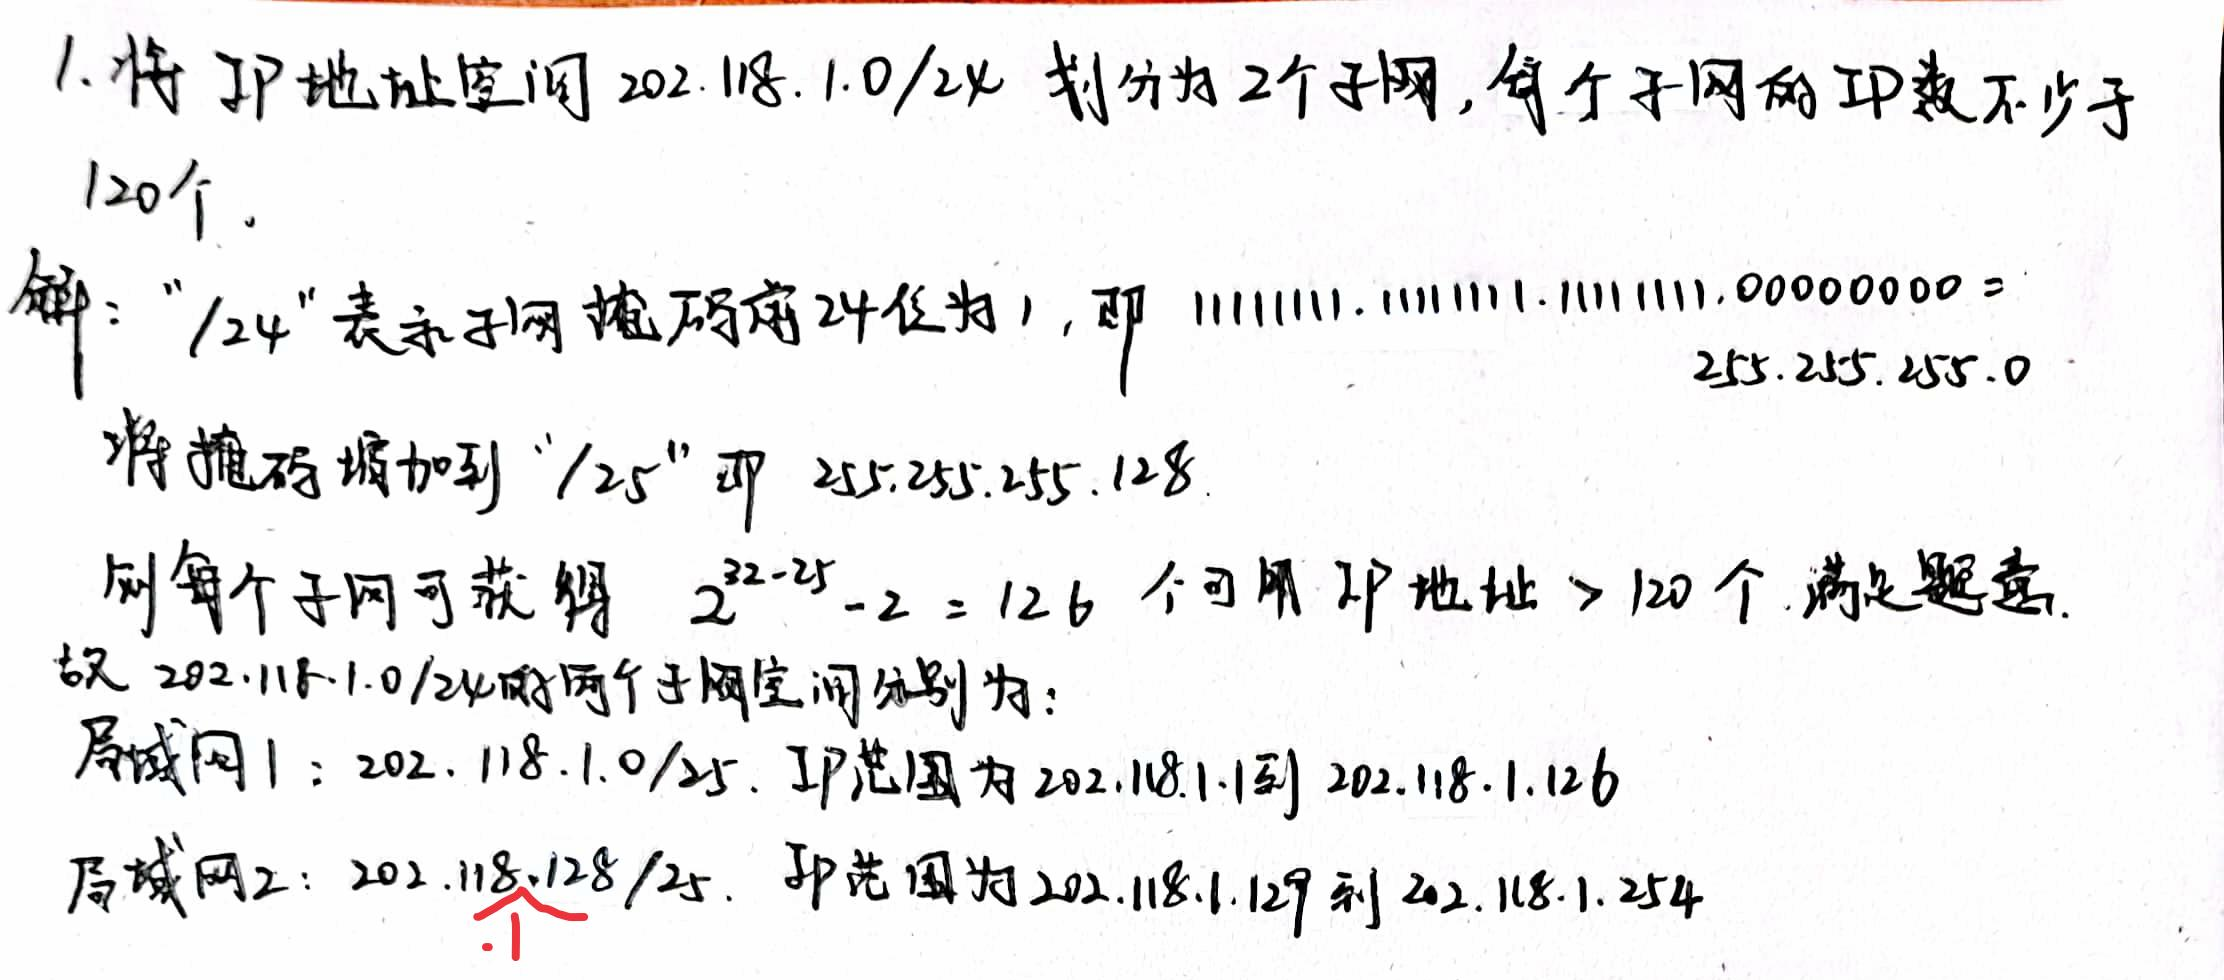 1. 将 IP 地址空间 202.118.1.0/24 划分为 2个子网,每个子网的 IP 数不少于
120个。
解: "/24" 表示子网掩码前24位为1,即 11111111.11111111.11111111.00000000 =
255.255.255.0
将掩码增加到 "/25" 即 255.255.255.128.
则每个子网可获得 2^{32-25} - 2 = 126 个可用 IP 地址 > 120 个.满足题意.
故 202.118.1.0/24的两个子网空间分别为:
局域网1: 202.118.1.0/25. IP范围为 202.118.1.1到 202.118.1.126
局域网2: 202.118.128/25. IP范围为202.118.1.129到 202.118.1.254
.1